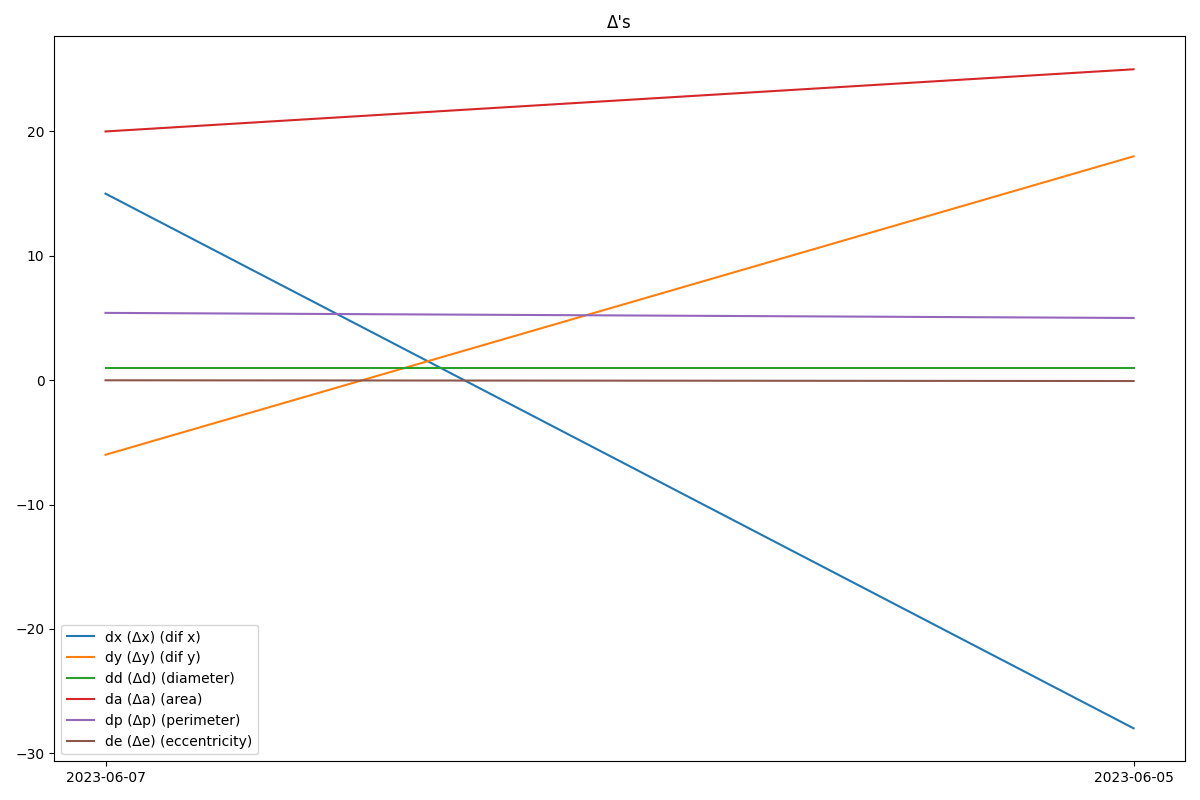 Δ's
20
10
0
−10
−20
−30
dx (Δx) (dif x)
dy (Δy) (dif y)
dd (Δd) (diameter)
da (Δa) (area)
dp (Δp) (perimeter)
de (Δe) (eccentricity)
2023-06-07 2023-06-05